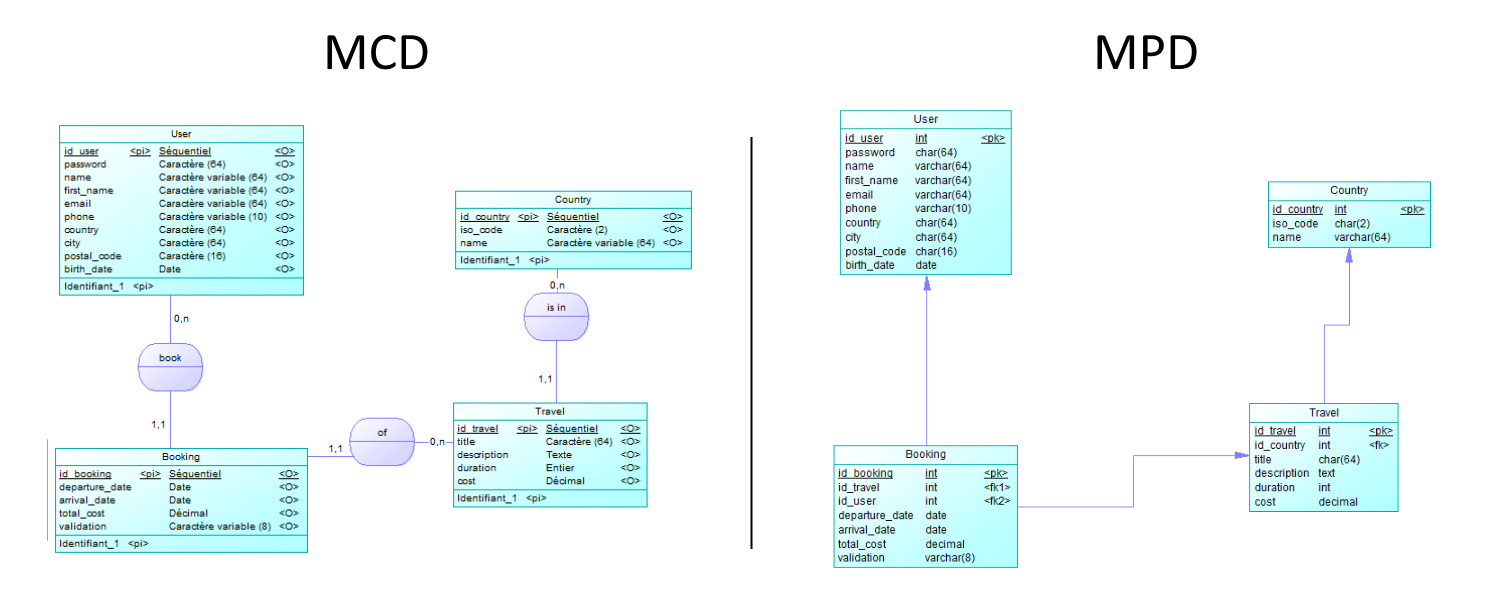 MCD
MPD
User
id_user <pi> Séquentiel <O>
password Caractère (64) <O>
name Caractère variable (64) <O>
first_name Caractère variable (64) <O>
email Caractère variable (64) <O>
phone Caractère variable (10) <O>
country Caractère (64) <O>
city Caractère (64) <O>
postal_code Caractère (16) <O>
birth_date Date <O>
Identifiant_1 <pi>
0,n
book
1,1
Booking
id_booking <pi> Séquentiel <O>
departure_date Date <O>
arrival_date Date <O>
total_cost Décimal <O>
validation Caractère variable (8) <O>
Identifiant_1 <pi>
1,1
of
0,n
Country
id_country <pi> Séquentiel <O>
iso_code Caractère (2) <O>
name Caractère variable (64) <O>
Identifiant_1 <pi>
0,n
is in
1,1
Travel
id_travel <pi> Séquentiel <O>
title Caractère (64) <O>
description Texte <O>
duration Entier <O>
cost Décimal <O>
Identifiant_1 <pi>
User
id_user int <pk>
password char(64)
name varchar(64)
first_name varchar(64)
email varchar(64)
phone varchar(10)
country char(64)
city char(64)
postal_code char(16)
birth_date date
Country
id_country int <pk>
iso_code char(2)
name varchar(64)
Booking
id_booking int <pk>
id_travel int <fk1>
id_user int <fk2>
departure_date date
arrival_date date
total_cost decimal
validation varchar(8)
Travel
id_travel int <pk>
id_country int <fk>
title char(64)
description text
duration int
cost decimal